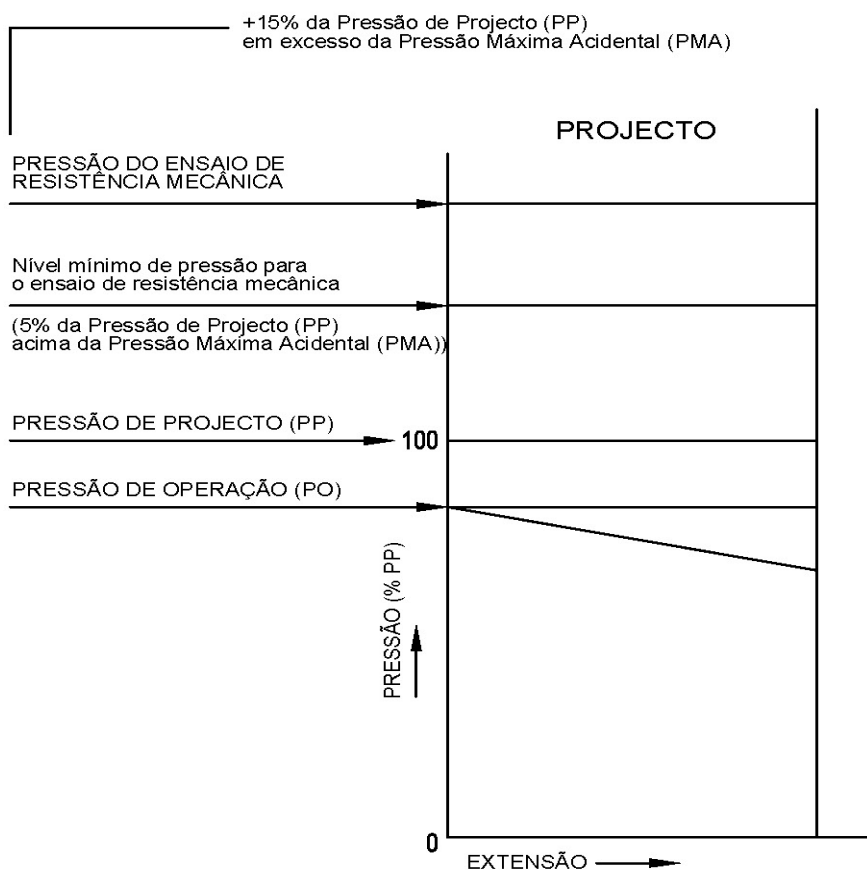 +15% da Pressão de Projecto (PP)
em excesso da Pressão Máxima Acidental (PMA)
PROJECTO
PRESSÃO DO ENSAIO DE
RESISTÊNCIA MECÂNICA
Nível mínimo de pressão para
o ensaio de resistência mecânica
(5% da Pressão de Projecto (PP)
acima da Pressão Máxima Acidental (PMA))
PRESSÃO DE PROJECTO (PP)
100
PRESSÃO DE OPERAÇÃO (PO)
PRESSÃO (% PP)
0
EXTENSÃO